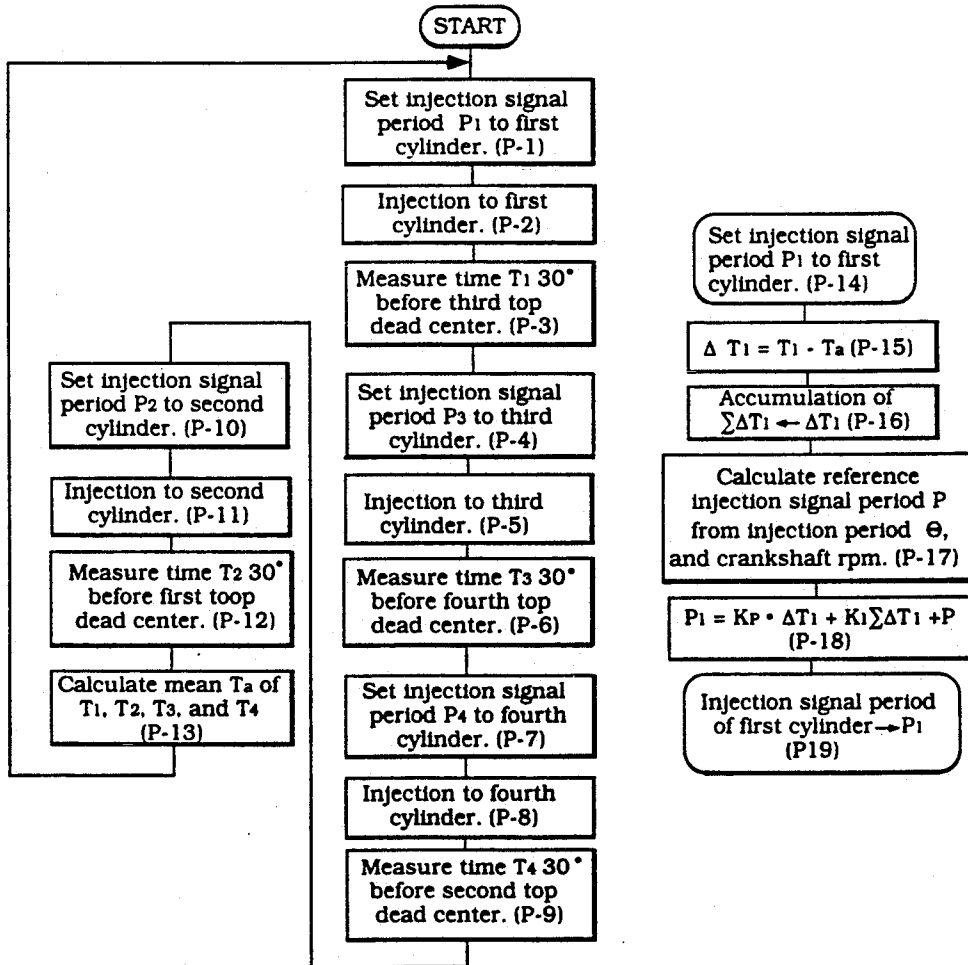 START
Set injection signal
period P1 to first
cylinder. (P-1)
Injection to first
cylinder. (P-2)
Measure time T1 30°
before third top
dead center. (P-3)
Set injection signal
period P3 to third
cylinder. (P-4)
Injection to third
cylinder. (P-5)
Measure time T3 30°
before fourth top
dead center. (P-6)
Set injection signal
period P4 to fourth
cylinder. (P-7)
Injection to fourth
cylinder. (P-8)
Measure time T4 30°
before second top
dead center. (P-9)
Set injection signal
period P2 to second
cylinder. (P-10)
Injection to second
cylinder. (P-11)
Measure time T2 30°
before first toop
dead center. (P-12)
Calculate mean Ta of
T1, T2, T3, and T4
(P-13)
Set injection signal
period P1 to first
cylinder. (P-14)
Δ T1 = T1 - Ta (P-15)
Accumulation of
∑ΔT1 ← ΔT1 (P-16)
Calculate reference
injection signal period P
from injection period Θ,
and crankshaft rpm. (P-17)
P1 = KP • ΔT1 + K1∑ΔT1 +P
(P-18)
Injection signal period
of first cylinder→P1
(P19)